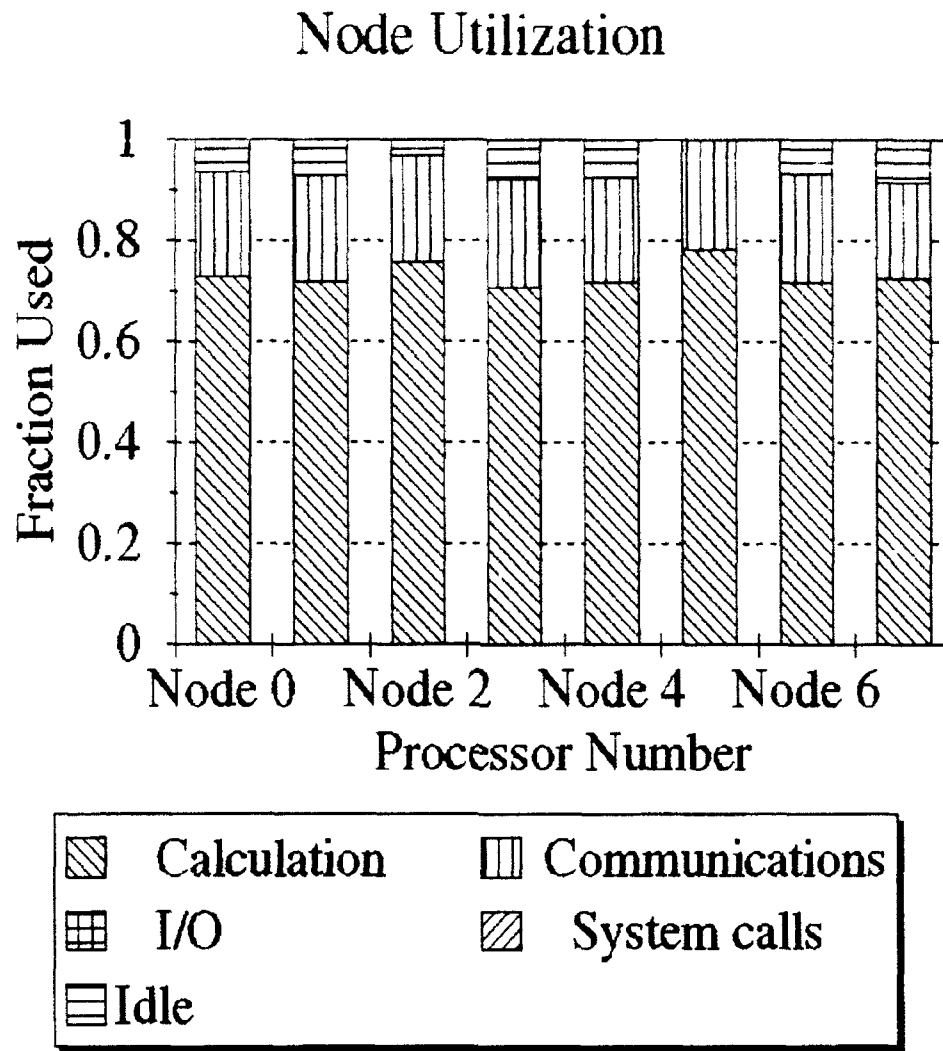 Node Utilization
1
0.8
0.6
0.4
0.2
0
Fraction Used
Node 0 Node 2 Node 4 Node 6
Processor Number
Calculation Communications
I/O System calls
Idle